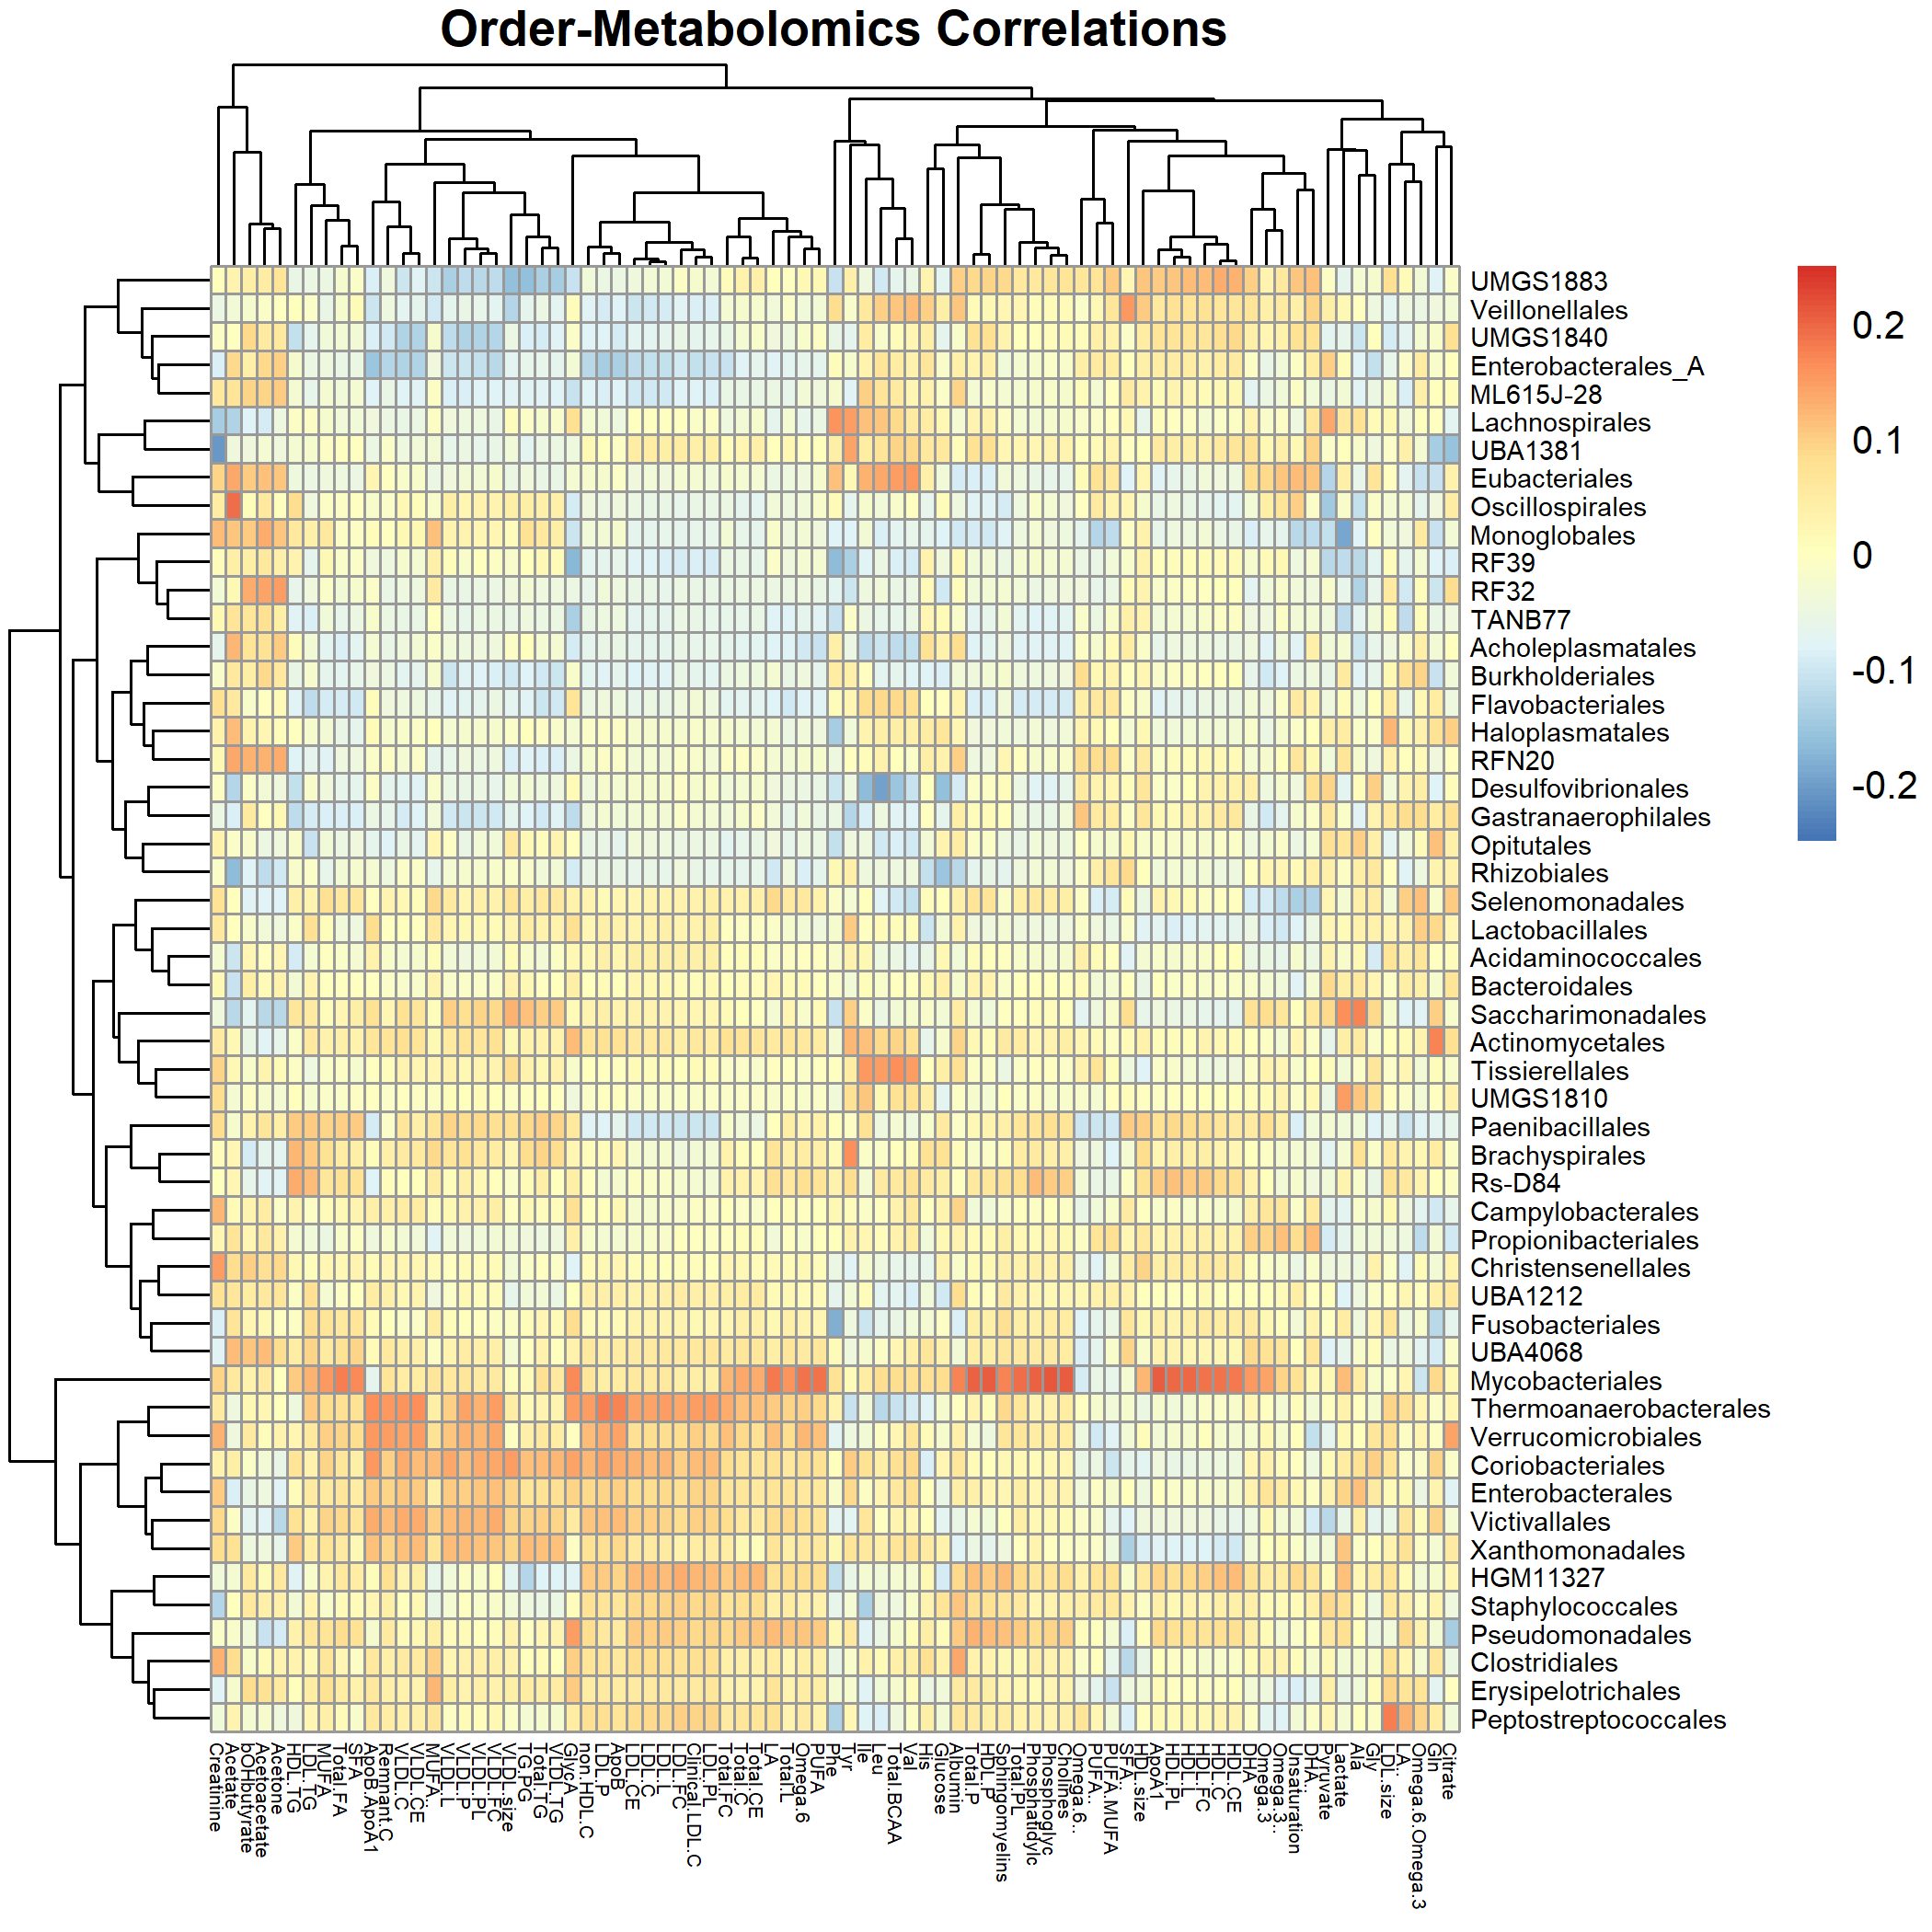 Order-Metabolomics Correlations
UMGS1883
Veillonellales
UMGS1840
Enterobacterales_A
ML615J-28
Lachnospirales
UBA1381
Eubacteriales
Oscillospirales
Monoglobales
RF39
RF32
TANB77
Acholeplasmatales
Burkholderiales
Flavobacteriales
Haloplasmatales
RFN20
Desulfovibrionales
Gastranaerophilales
Opitutales
Rhizobiales
Selenomonadales
Lactobacillales
Acidaminococcales
Bacteroidales
Saccharimonadales
Actinomycetales
Tissierellales
UMGS1810
Paenibacillales
Brachyspirales
Rs-D84
Campylobacterales
Propionibacteriales
Christensenellales
UBA1212
Fusobacteriales
UBA4068
Mycobacteriales
Thermoanaerobacterales
Verrucomicrobiales
Coriobacteriales
Enterobacterales
Victivallales
Xanthomonadales
HGM11327
Staphylococcales
Pseudomonadales
Clostridiales
Erysipelotrichales
Peptostreptococcales
0.2
0.1
0
-0.1
-0.2
Creatinine
Acetate
bOHbutyrate
Acetoacetate
Acetone
HDL.TG
LDL.TG
MUFA
Total.FA
SFA
ApoB.ApoA1
Remnant.C
VLDL.C
VLDL.CE
MUFA..
VLDL.L
VLDL.P
VLDL.PL
VLDL.FC
VLDL.size
TG.PG
Total.TG
VLDL.TG
GlycA
non.HDL.C
LDL.P
ApoB
LDL.CE
LDL.C
LDL.L
LDL.FC
Clinical.LDL.C
LDL.PL
Total.FC
Total.C
Total.CE
LA
Total.L
Omega.6
PUFA
Phe
Tyr
Ile
Leu
Total.BCAA
Val
His
Glucose
Albumin
Total.P
HDL.P
Sphingomyelins
Total.PL
Phosphatidylc
Phosphoglyc
Cholines
Omega.6..
PUFA..
PUFA.MUFA
SFA..
HDL.size
ApoA1
HDL.PL
HDL.L
HDL.FC
HDL.C
HDL.CE
DHA
Omega.3
Omega.3..
Unsaturation
DHA..
Pyruvate
Lactate
Ala
Gly
LDL.size
LA..
Omega.6.Omega.3
Gln
Citrate